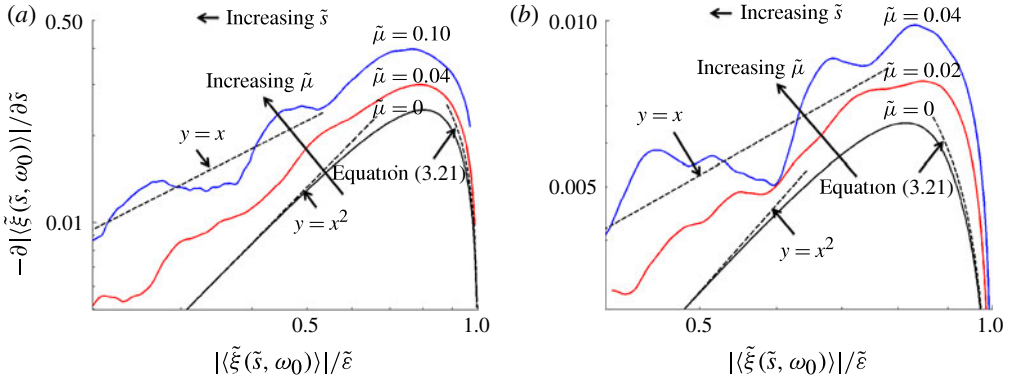 (a)
0.50
Increasing s̃
μ̃ = 0.10
μ̃ = 0.04
μ̃ = 0
Increasing μ̃
y = x
Equation (3.21)
y = x²
0.01
−∂|⟨ξ̃(s̃, ω₀)⟩|/∂s̃
0.5
1.0
|⟨ξ̃(s̃, ω₀)⟩|/ε̃
(b)
0.010
Increasing s̃
μ̃ = 0.04
Increasing μ̃
μ̃ = 0.02
μ̃ = 0
y = x
Equation (3.21)
0.005
y = x²
0.5
1.0
|⟨ξ̃(s̃, ω₀)⟩|/ε̃